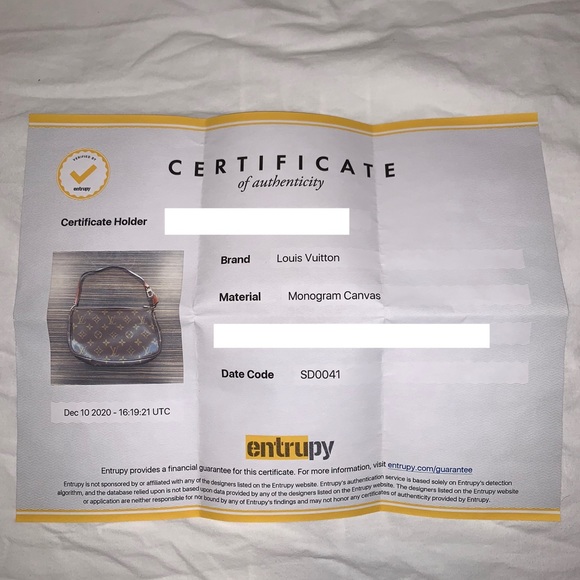 VERIFIED BY
entrupy
CERTIFICATE
of authenticity
Certificate Holder
Brand Louis Vuitton
Material Monogram Canvas
Date Code SD0041
Dec 10 2020 - 16:19:21 UTC
entrupy
Entrupy provides a financial guarantee for this certificate. For more information, visit entrupy.com/guarantee
Entrupy is not sponsored by or affiliated with any of the designers listed on the Entrupy website. Entrupy's authentication service is based solely on Entrupy's detection
algorithm, and the database relied upon is not based upon data provided by any of the designers listed on the Entrupy website. The designers listed on the Entrupy website
or application are neither responsible for nor bound by any of Entrupy's findings and may not honor any certificates of authenticity provided by Entrupy.